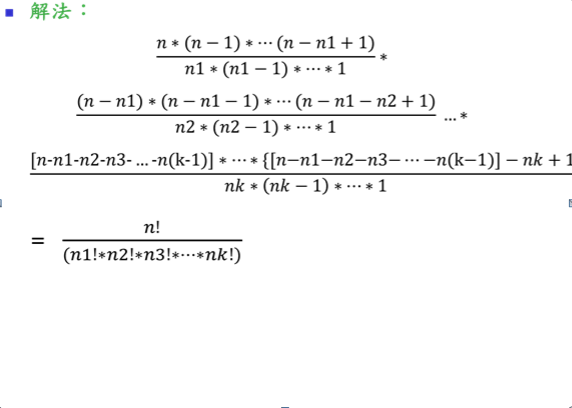 解法：
n∗(n−1)∗⋯(n−n1+1)
n1∗(n1−1)∗⋯∗1 ∗
(n−n1)∗(n−n1−1)∗⋯(n−n1−n2+1)
n2∗(n2−1)∗⋯∗1 …∗
[n-n1-n2-n3- … -n(k-1)]∗⋯∗{[n−n1−n2−n3−⋯−n(k−1)]−nk+1
nk∗(nk−1)∗⋯∗1
= n!
(n1!∗n2!∗n3!∗⋯∗nk!)